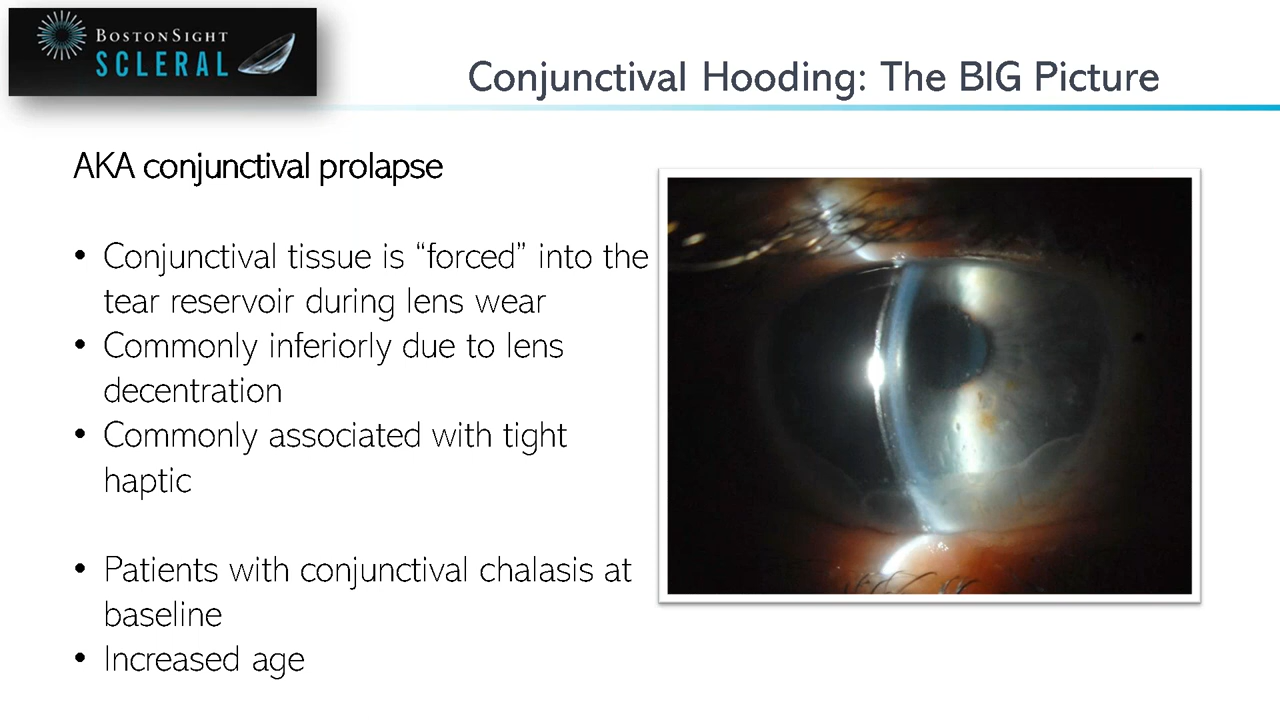 BOSTONSIGHT
SCLERAL
Conjunctival Hooding: The BIG Picture
AKA conjunctival prolapse
• Conjunctival tissue is “forced” into the
tear reservoir during lens wear
• Commonly inferiorly due to lens
decentration
• Commonly associated with tight
haptic
• Patients with conjunctival chalasis at
baseline
• Increased age